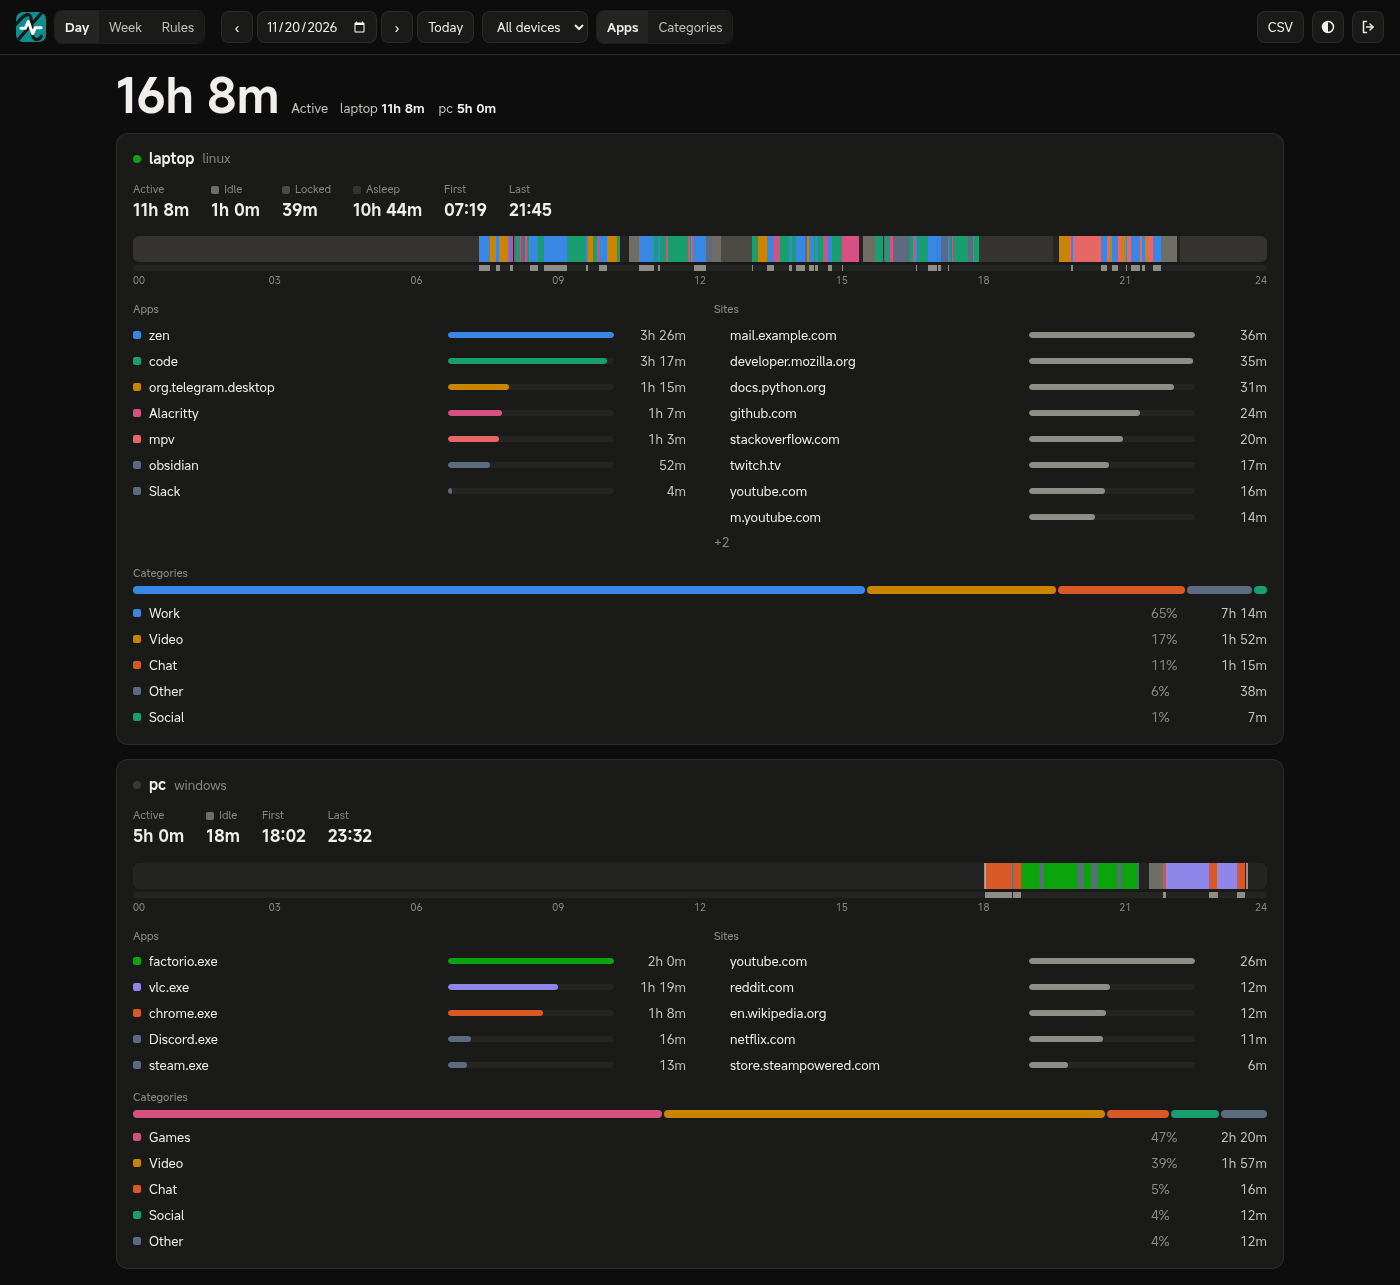 Day Week Rules ‹ 11/20/2026 › Today All devices Apps Categories CSV
16h 8m Active laptop 11h 8m pc 5h 0m
laptop linux
Active Idle Locked Asleep First Last
11h 8m 1h 0m 39m 10h 44m 07:19 21:45
00 03 06 09 12 15 18 21 24
Apps Sites
zen 3h 26m mail.example.com 36m
code 3h 17m developer.mozilla.org 35m
org.telegram.desktop 1h 15m docs.python.org 31m
Alacritty 1h 7m github.com 24m
mpv 1h 3m stackoverflow.com 20m
obsidian 52m twitch.tv 17m
Slack 4m youtube.com 16m
m.youtube.com 14m
+2
Categories
Work 65% 7h 14m
Video 17% 1h 52m
Chat 11% 1h 15m
Other 6% 38m
Social 1% 7m
pc windows
Active Idle First Last
5h 0m 18m 18:02 23:32
00 03 06 09 12 15 18 21 24
Apps Sites
factorio.exe 2h 0m youtube.com 26m
vlc.exe 1h 19m reddit.com 12m
chrome.exe 1h 8m en.wikipedia.org 12m
Discord.exe 16m netflix.com 11m
steam.exe 13m store.steampowered.com 6m
Categories
Games 47% 2h 20m
Video 39% 1h 57m
Chat 5% 16m
Social 4% 12m
Other 4% 12m